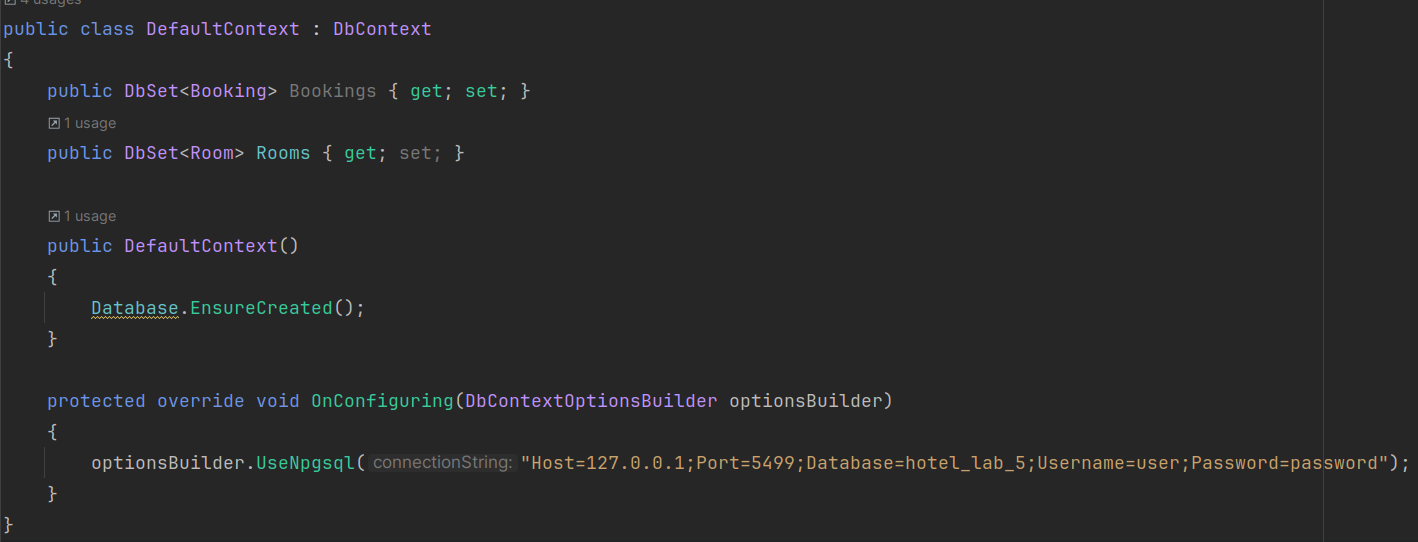 4 usages
public class DefaultContext : DbContext
{
    public DbSet<Booking> Bookings { get; set; }
    1 usage
    public DbSet<Room> Rooms { get; set; }
    1 usage
    public DefaultContext()
    {
        Database.EnsureCreated();
    }
    protected override void OnConfiguring(DbContextOptionsBuilder optionsBuilder)
    {
        optionsBuilder.UseNpgsql(connectionString: "Host=127.0.0.1;Port=5499;Database=hotel_lab_5;Username=user;Password=password");
    }
}